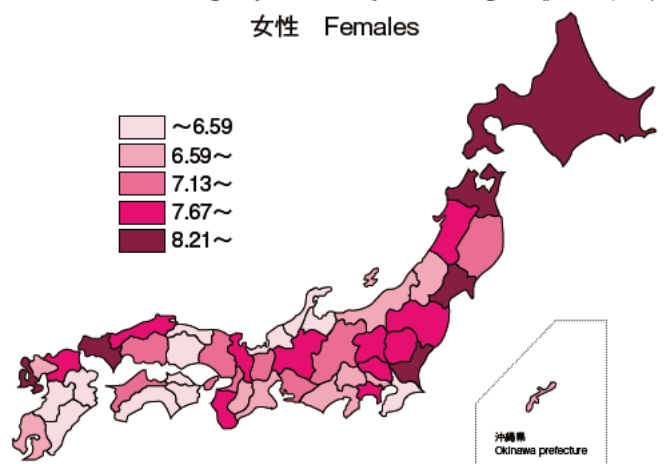 女性 Females
～6.59
6.59～
7.13～
7.67～
8.21～
沖縄県
Okinawa prefecture